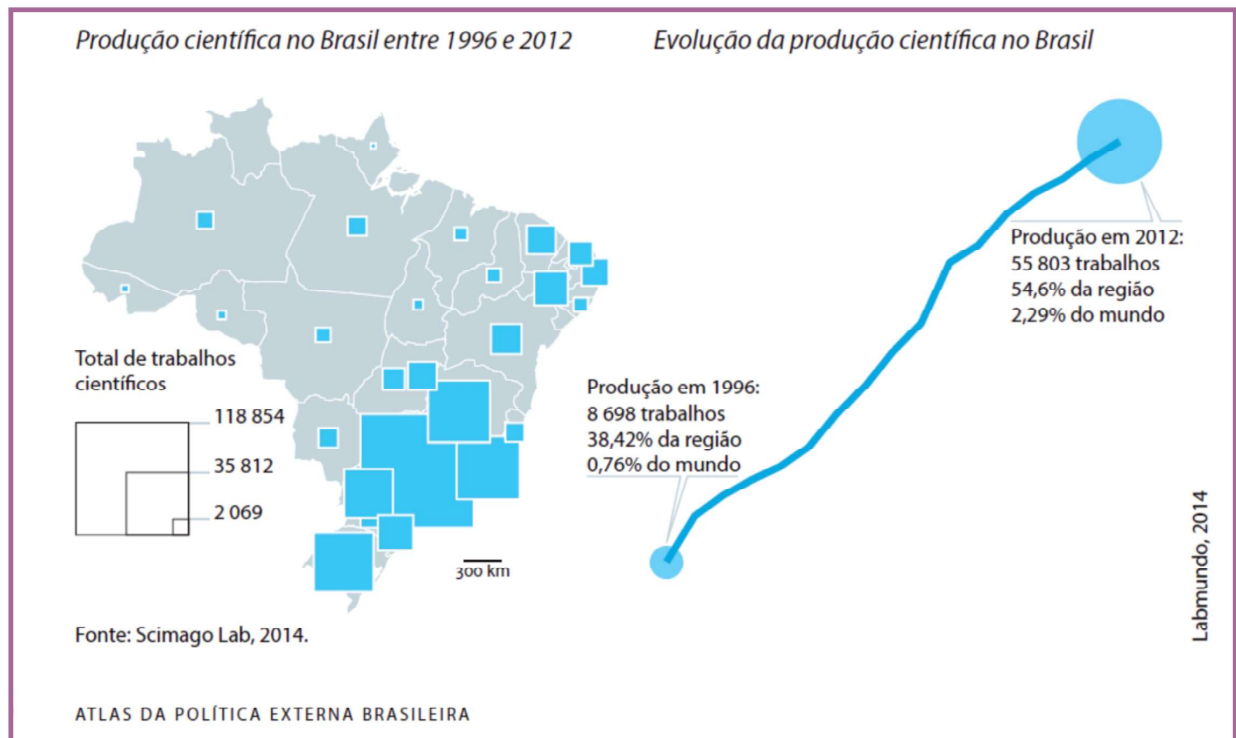 Produção científica no Brasil entre 1996 e 2012
Evolução da produção científica no Brasil
Total de trabalhos
científicos
118 854
35 812
2 069
300 km
Fonte: Scimago Lab, 2014.
Produção em 1996:
8 698 trabalhos
38,42% da região
0,76% do mundo
Produção em 2012:
55 803 trabalhos
54,6% da região
2,29% do mundo
Labmundo, 2014
ATLAS DA POLÍTICA EXTERNA BRASILEIRA